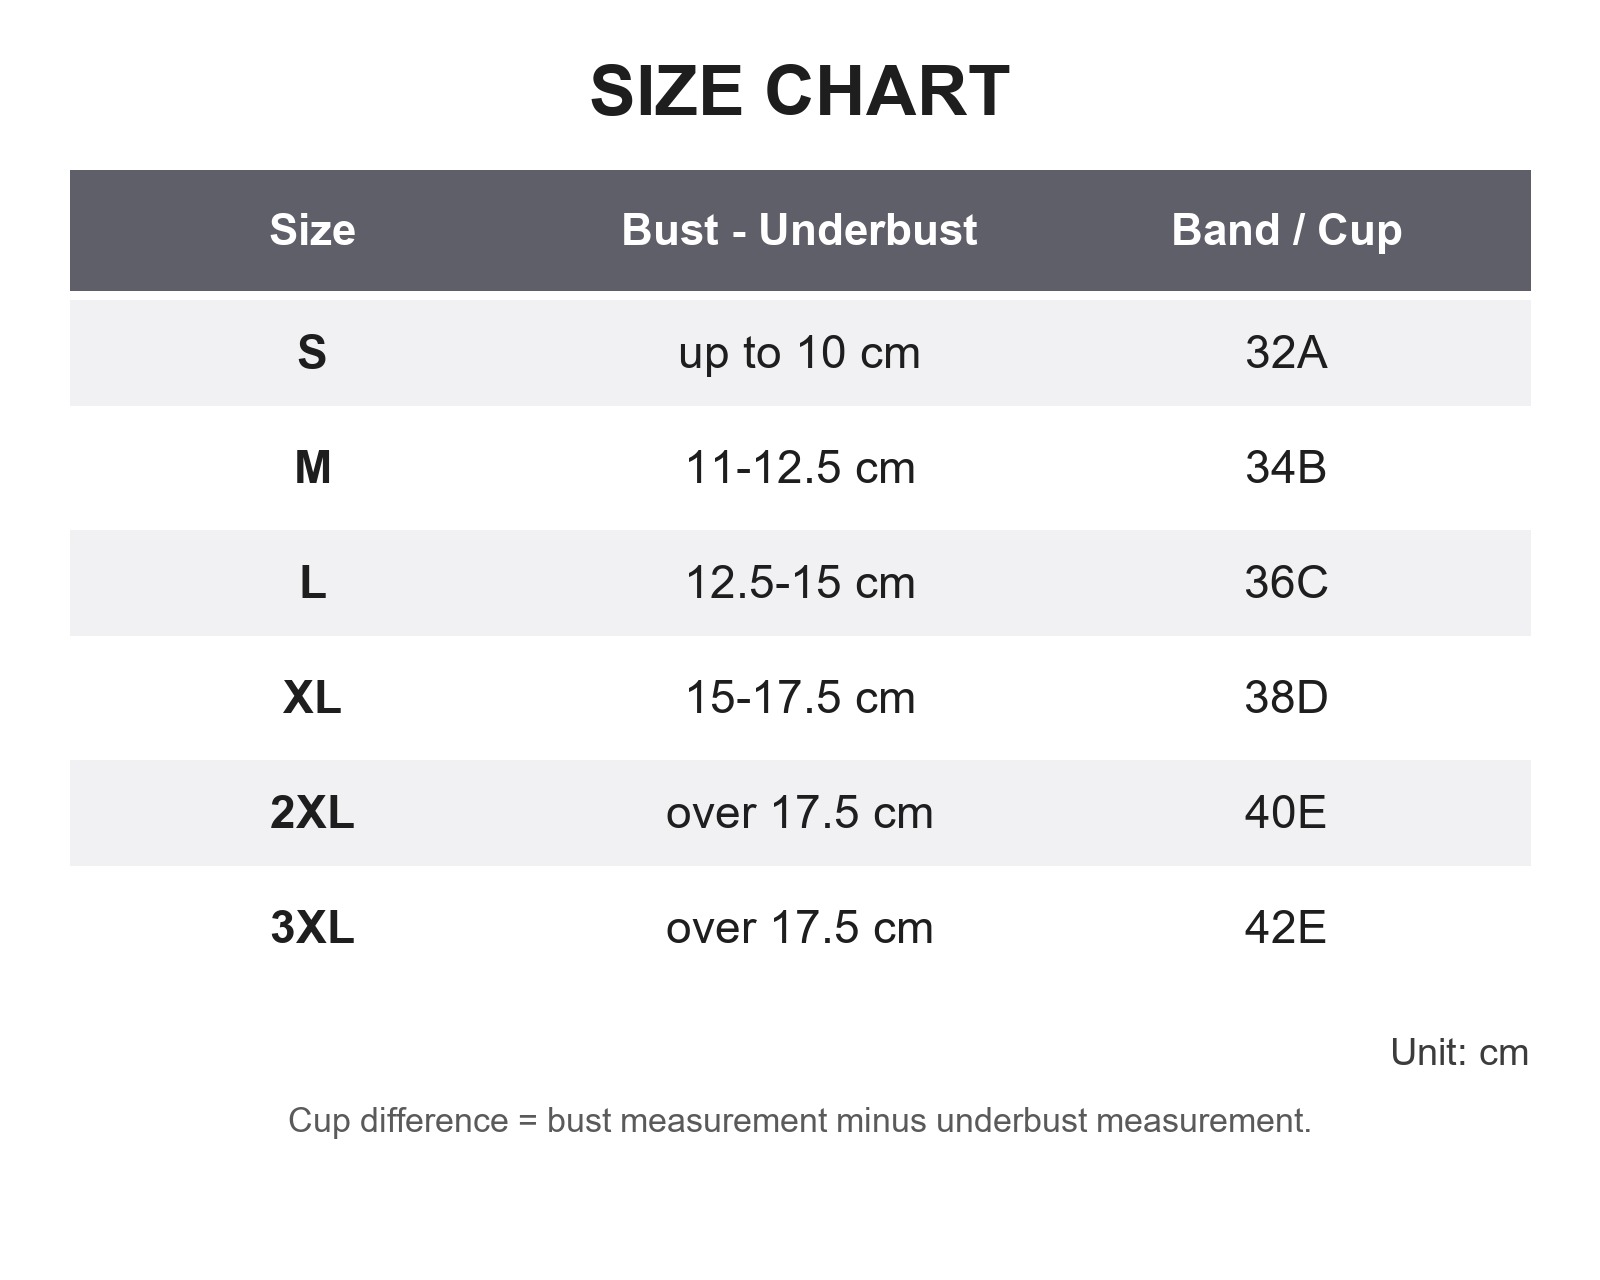 SIZE CHART
Size Bust - Underbust Band / Cup
S up to 10 cm 32A
M 11-12.5 cm 34B
L 12.5-15 cm 36C
XL 15-17.5 cm 38D
2XL over 17.5 cm 40E
3XL over 17.5 cm 42E
Unit: cm
Cup difference = bust measurement minus underbust measurement.